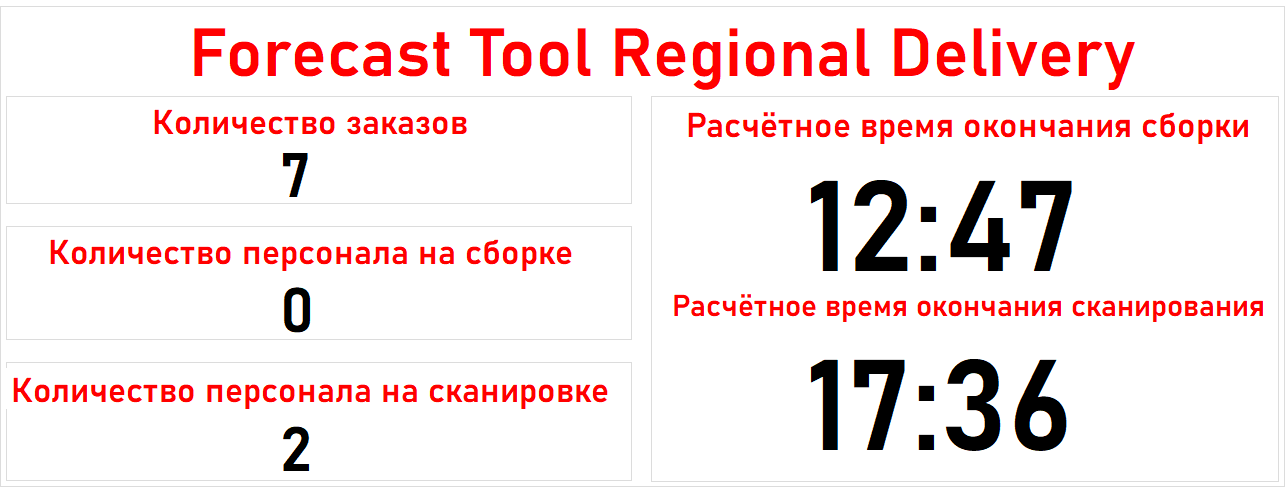 Forecast Tool Regional Delivery
Количество заказов
7
Количество персонала на сборке
0
Количество персонала на сканировке
2
Расчётное время окончания сборки
12:47
Расчётное время окончания сканирования
17:36